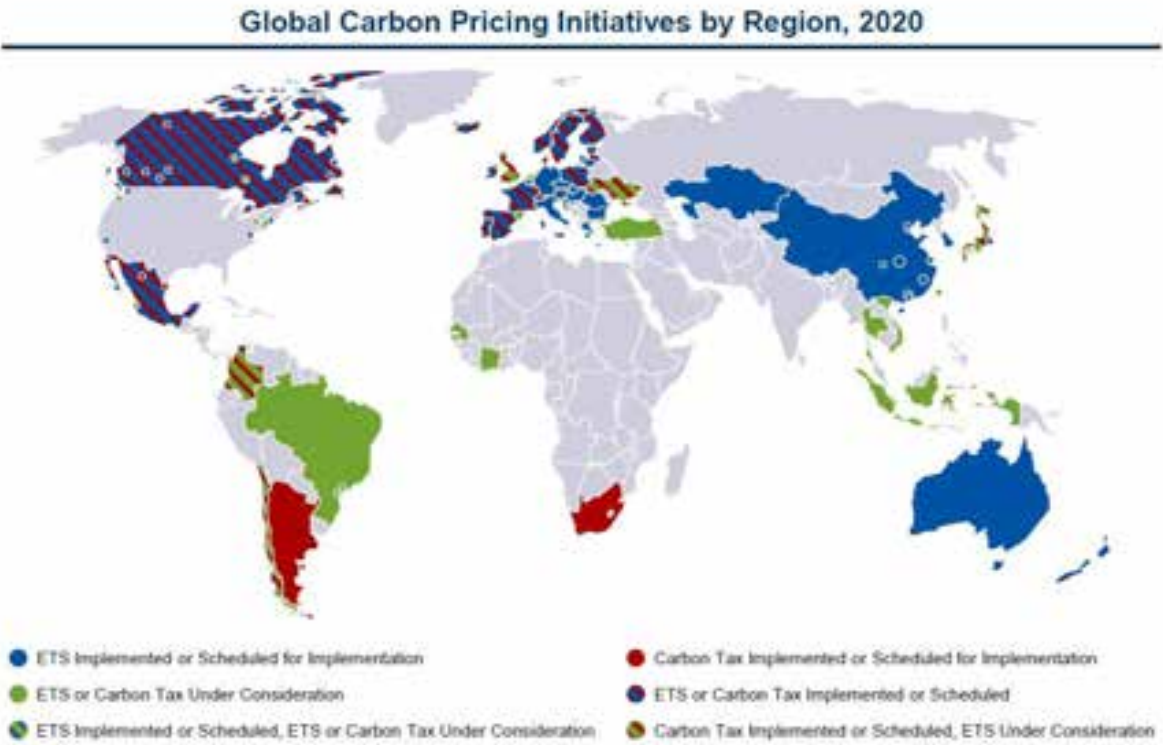 Global Carbon Pricing Initiatives by Region, 2020
ETS Implemented or Scheduled for Implementation
Carbon Tax Implemented or Scheduled for Implementation
ETS or Carbon Tax Under Consideration
ETS or Carbon Tax Implemented or Scheduled
ETS Implemented or Scheduled, ETS or Carbon Tax Under Consideration
Carbon Tax Implemented or Scheduled, ETS Under Consideration